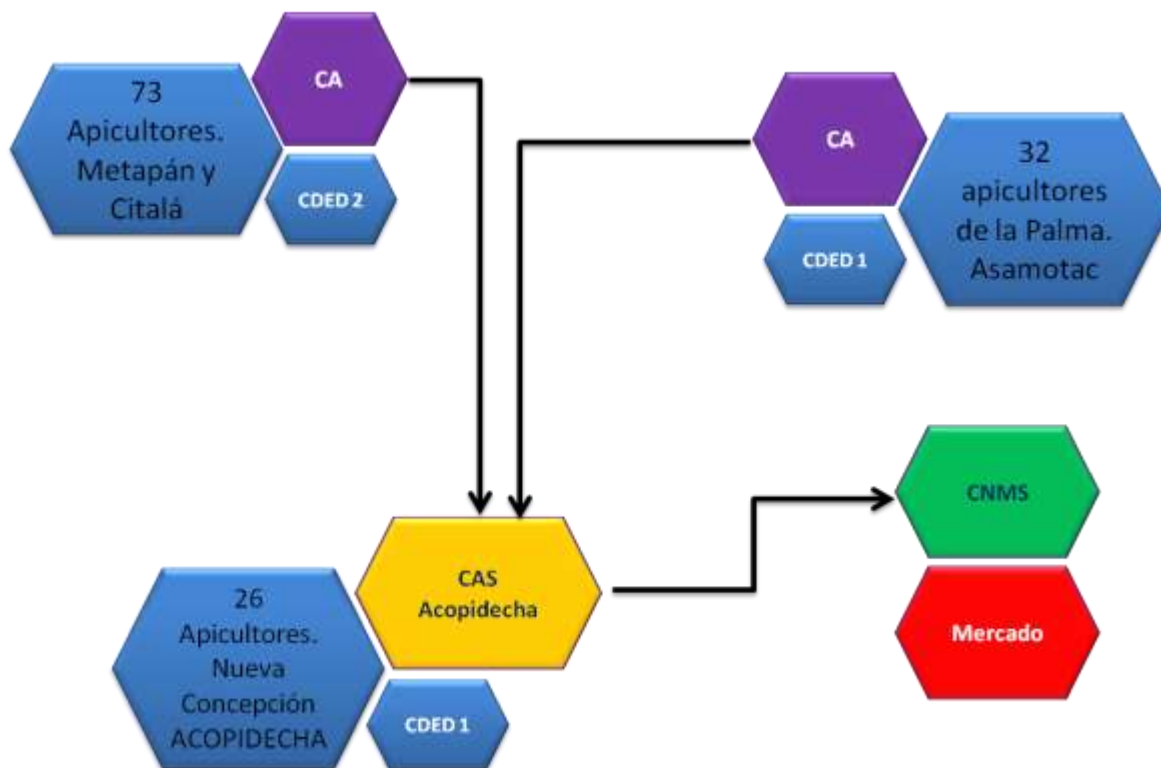 73
Apicultores.
Metapán y
Citalá
CA
CDED 2
CA
CDED 1
32
apicultores
de la Palma.
Asamotac
CNMS
Mercado
CAS
Acopidecha
26
Apicultores.
Nueva
Concepción
ACOPIDECHA
CDED 1